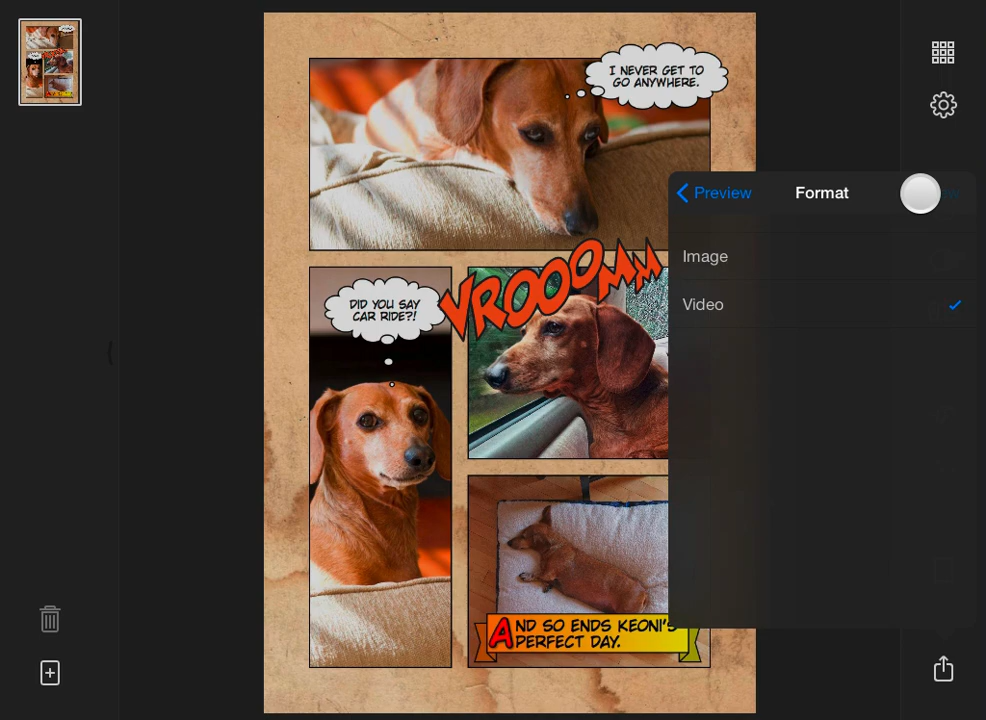 I NEVER GET TO
GO ANYWHERE.
Preview
Format
Image
Video
DID YOU SAY
CAR RIDE?!
VROOOMM
AND SO ENDS KEONI'S
PERFECT DAY.